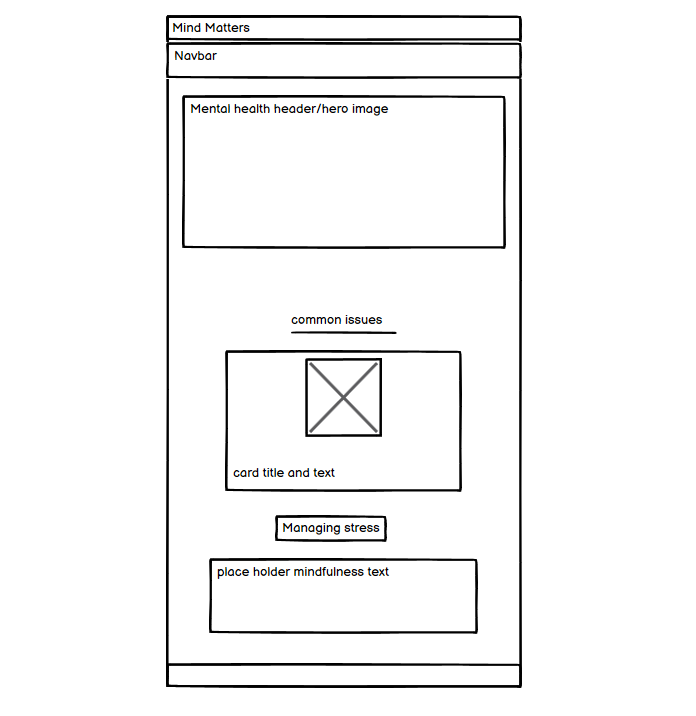 Mind Matters
Navbar
Mental health header/hero image
common issues
card title and text
Managing stress
place holder mindfulness text